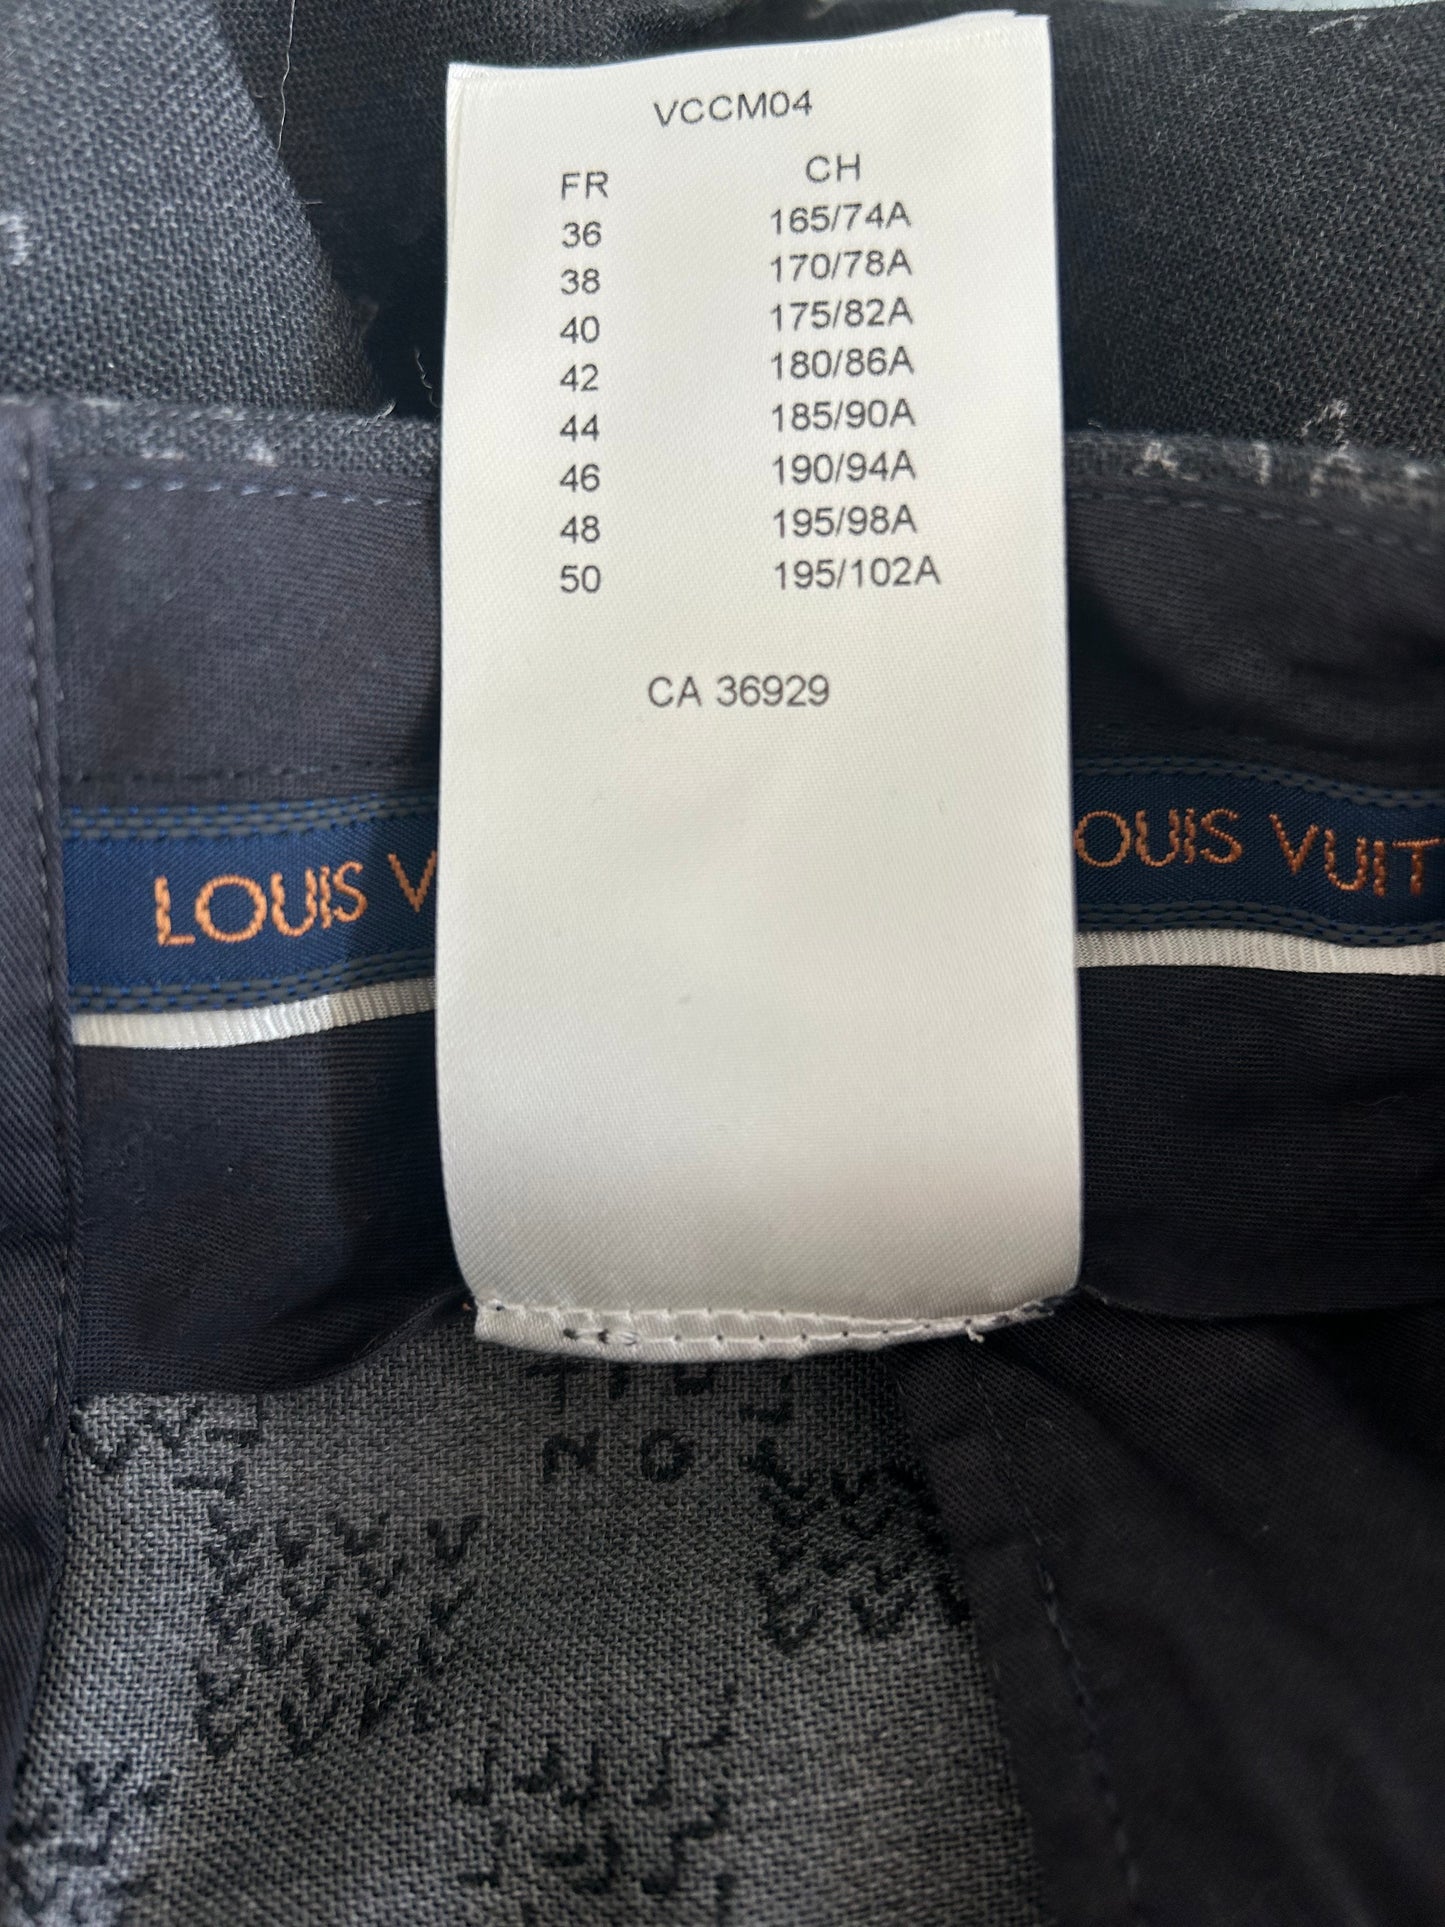 VCCM04
FR CH
36 165/74A
38 170/78A
40 175/82A
42 180/86A
44 185/90A
46 190/94A
48 195/98A
50 195/102A
CA 36929
LOUIS V
OUIS VUIT